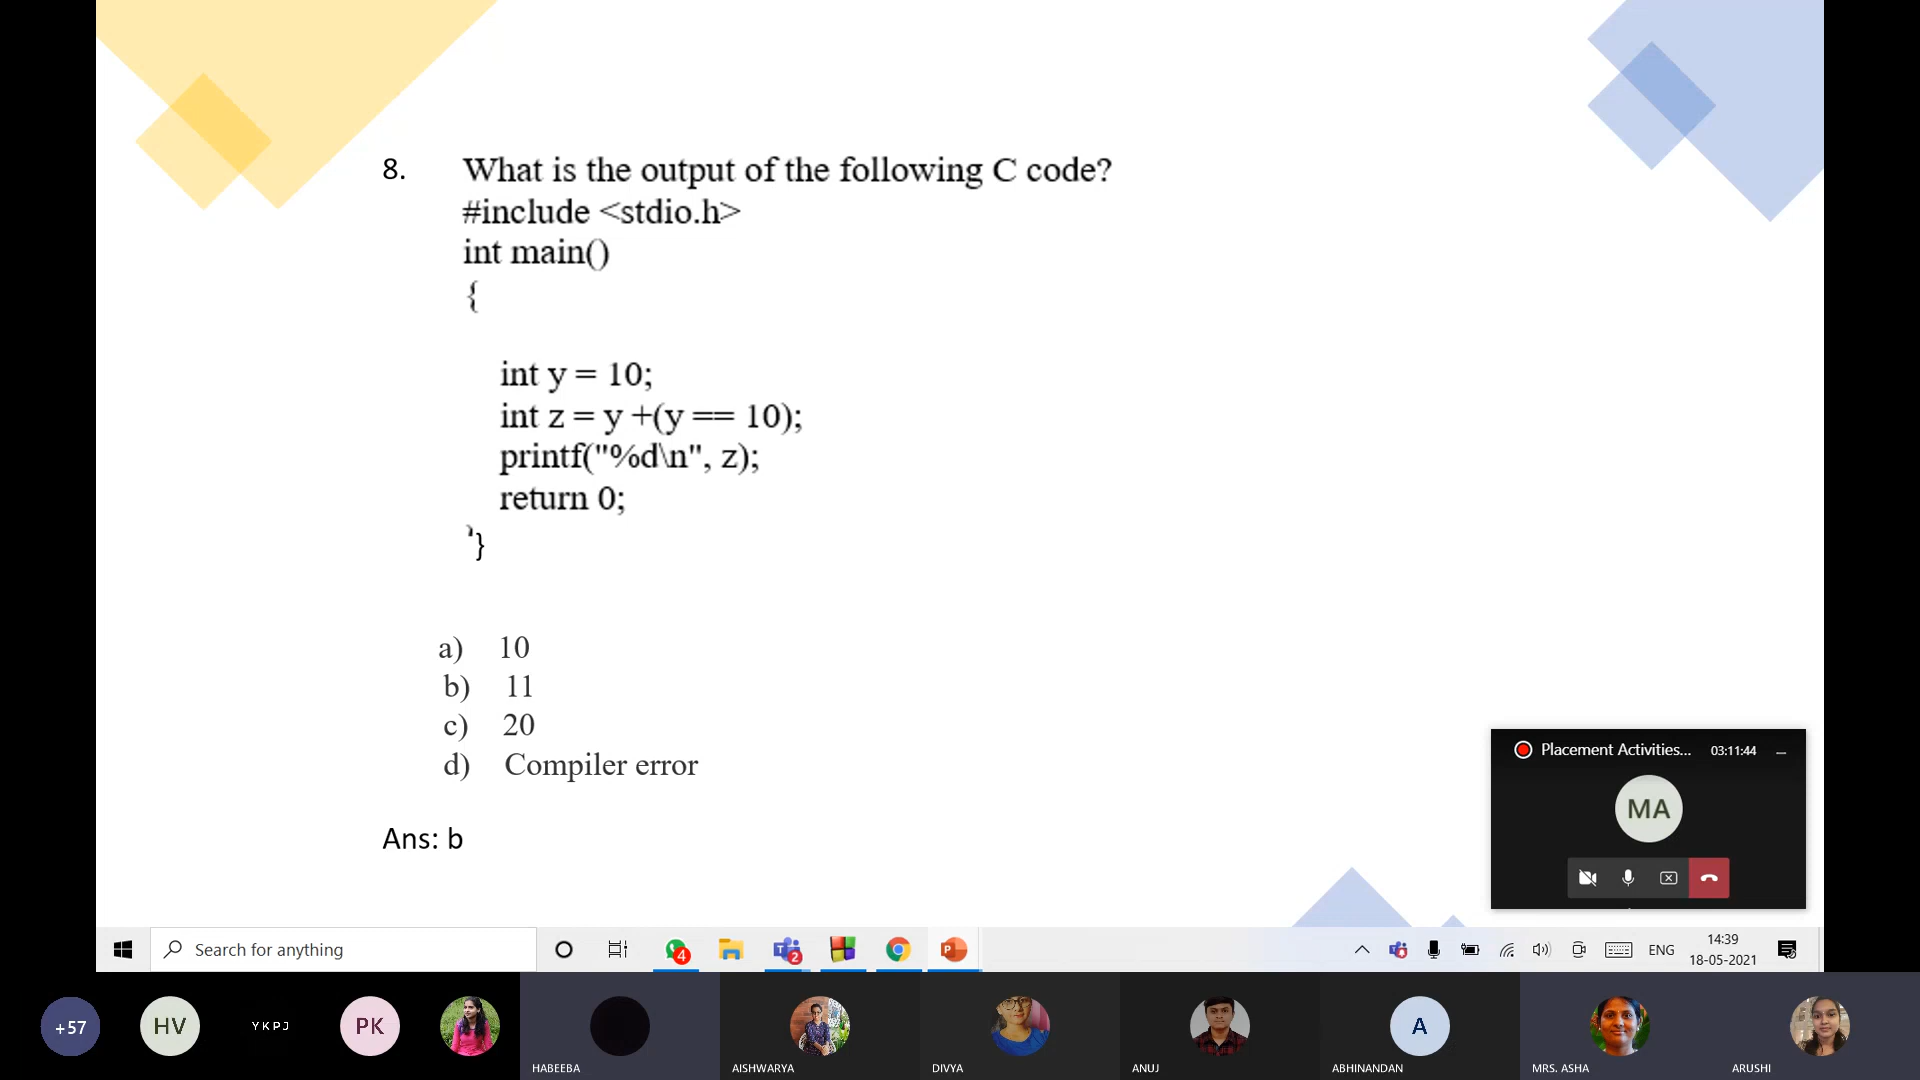 8. What is the output of the following C code?
#include <stdio.h>
int main()
{
int y = 10;
int z = y +(y == 10);
printf("%d\n", z);
return 0;
}
a) 10
b) 11
c) 20
d) Compiler error
Ans: b
Placement Activities... 03:11:44
MA
Search for anything
4
2
ENG
14:39
18-05-2021
+57
HV
YKPJ
PK
A
HABEEBA
AISHWARYA
DIVYA
ANUJ
ABHINANDAN
MRS. ASHA
ARUSHI